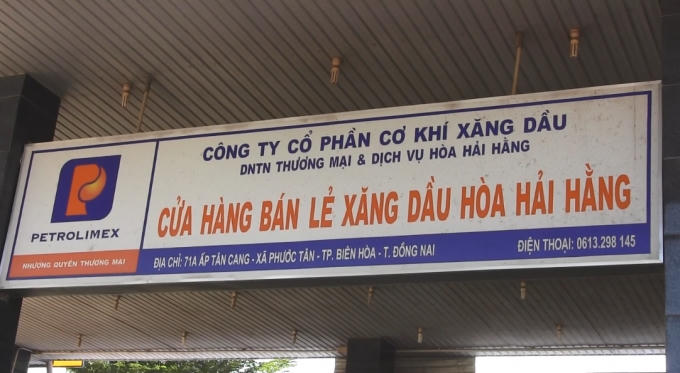 CÔNG TY CỔ PHẦN CƠ KHÍ XĂNG DẦU
DNTN THƯƠNG MẠI & DỊCH VỤ HÒA HẢI HẰNG
CỬA HÀNG BÁN LẺ XĂNG DẦU HÒA HẢI HẰNG
PETROLIMEX
NHƯỢNG QUYỀN THƯƠNG MẠI
ĐỊA CHỈ: 71A ẤP TÂN CANG - XÃ PHƯỚC TÂN - TP. BIÊN HÒA - T. ĐỒNG NAI
ĐIỆN THOẠI: 0613.298 145